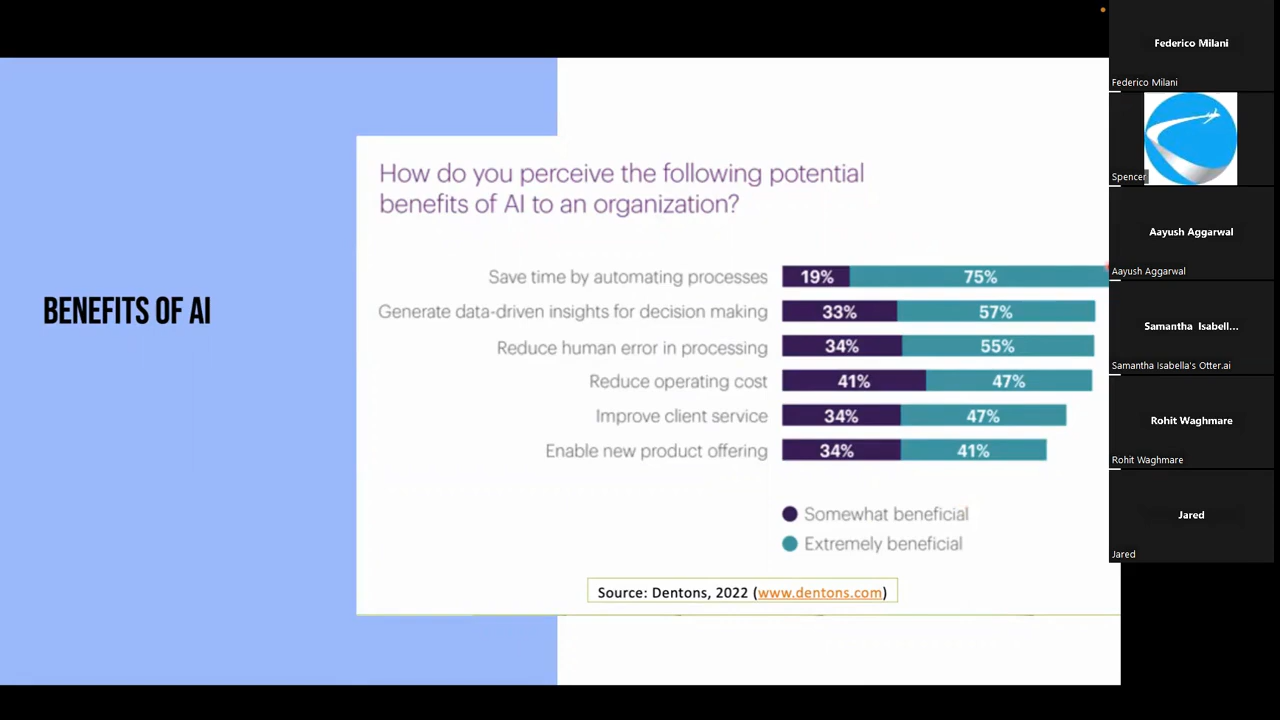 BENEFITS OF AI
How do you perceive the following potential
benefits of AI to an organization?
Save time by automating processes 19% 75%
Generate data-driven insights for decision making 33% 57%
Reduce human error in processing 34% 55%
Reduce operating cost 41% 47%
Improve client service 34% 47%
Enable new product offering 34% 41%
Somewhat beneficial
Extremely beneficial
Source: Dentons, 2022 (www.dentons.com)
Federico Milani
Federico Milani
Spencer
Aayush Aggarwal
Aayush Aggarwal
Samantha Isabell...
Samantha Isabella's Otter.ai
Rohit Waghmare
Rohit Waghmare
Jared
Jared